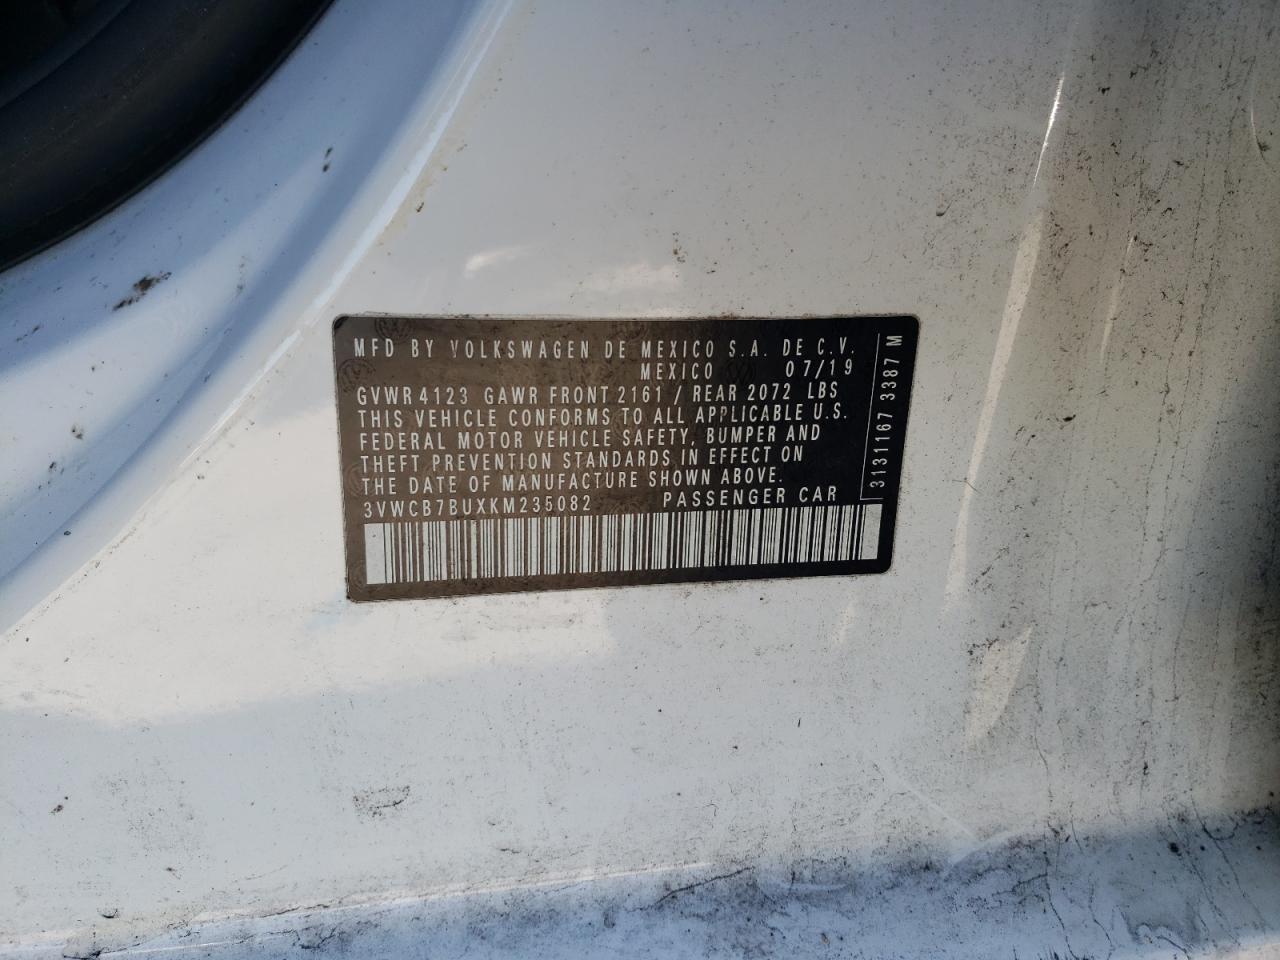 MFD BY VOLKSWAGEN DE MEXICO S.A. DE C.V.
MEXICO 07/19
GVWR 4123 GAWR FRONT 2161 / REAR 2072 LBS
THIS VEHICLE CONFORMS TO ALL APPLICABLE U.S.
FEDERAL MOTOR VEHICLE SAFETY, BUMPER AND
THEFT PREVENTION STANDARDS IN EFFECT ON
THE DATE OF MANUFACTURE SHOWN ABOVE.
3VWCB7BUXKM235082 PASSENGER CAR
3131167 3387 M